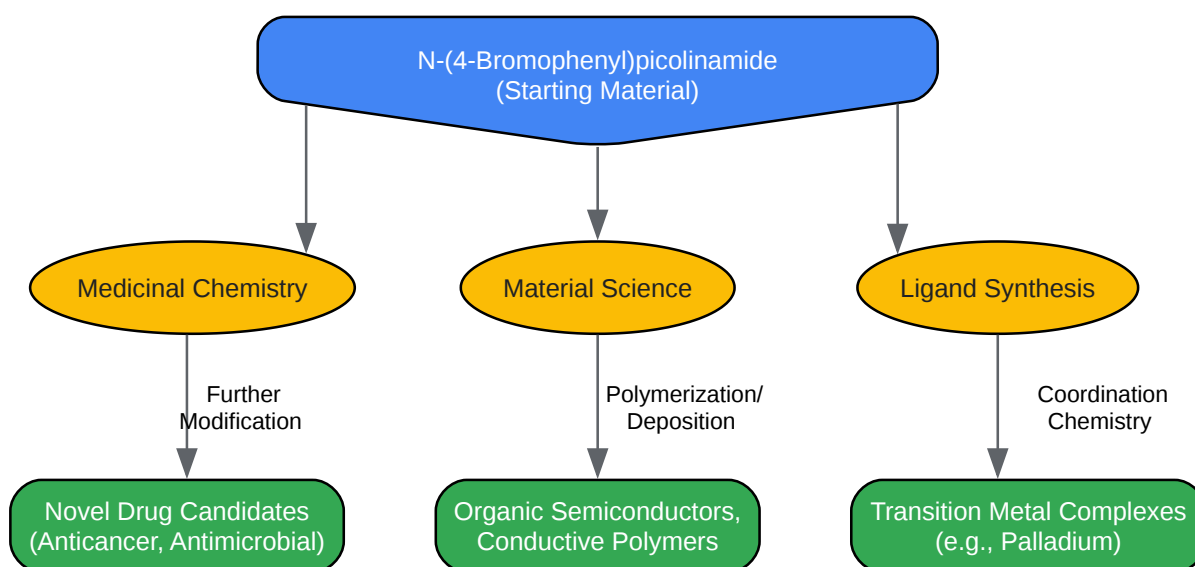 N-(4-Bromophenyl)picolinamide
(Starting Material)
Medicinal Chemistry
Material Science
Ligand Synthesis
Further
Modification
Polymerization/
Deposition
Coordination
Chemistry
Novel Drug Candidates
(Anticancer, Antimicrobial)
Organic Semiconductors,
Conductive Polymers
Transition Metal Complexes
(e.g., Palladium)